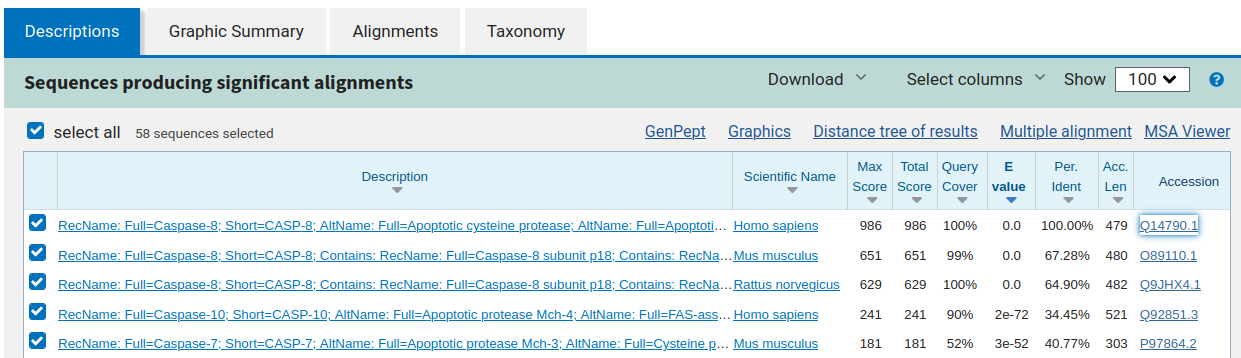 Descriptions Graphic Summary Alignments Taxonomy
Sequences producing significant alignments Download Select columns Show 100 ?
select all 58 sequences selected GenPept Graphics Distance tree of results Multiple alignment MSA Viewer
Description Scientific Name Max Score Total Score Query Cover E value Per. Ident Acc. Len Accession
RecName: Full=Caspase-8; Short=CASP-8; AltName: Full=Apoptotic cysteine protease; AltName: Full=Apoptoti... Homo sapiens 986 986 100% 0.0 100.00% 479 Q14790.1
RecName: Full=Caspase-8; Short=CASP-8; Contains: RecName: Full=Caspase-8 subunit p18; Contains: RecNa... Mus musculus 651 651 99% 0.0 67.28% 480 O89110.1
RecName: Full=Caspase-8; Short=CASP-8; Contains: RecName: Full=Caspase-8 subunit p18; Contains: RecNa... Rattus norvegicus 629 629 100% 0.0 64.90% 482 Q9JHX4.1
RecName: Full=Caspase-10; Short=CASP-10; AltName: Full=Apoptotic protease Mch-4; AltName: Full=FAS-ass... Homo sapiens 241 241 90% 2e-72 34.45% 521 Q92851.3
RecName: Full=Caspase-7; Short=CASP-7; AltName: Full=Apoptotic protease Mch-3; AltName: Full=Cysteine p... Mus musculus 181 181 52% 3e-52 40.77% 303 P97864.2